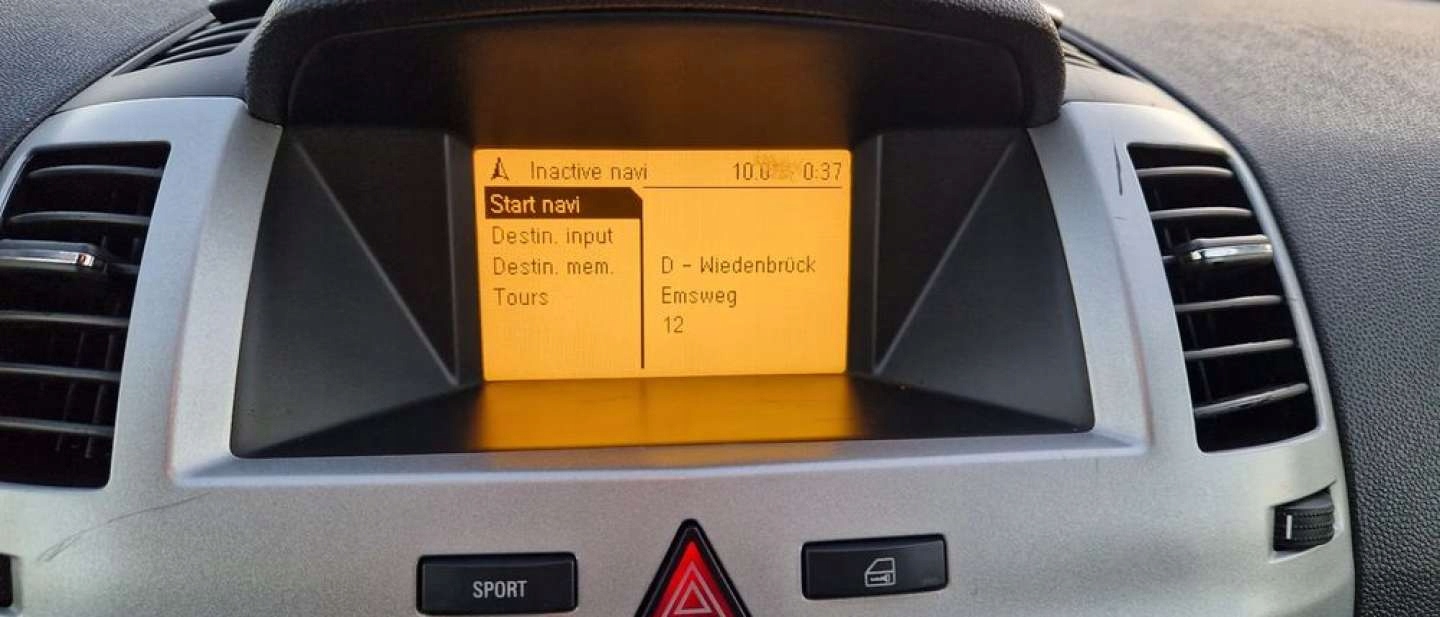 Inactive navi 0:37
Start navi
Destin. input
Destin. mem.
Tours
D - Wiedenbrück
Emsweg
12
SPORT